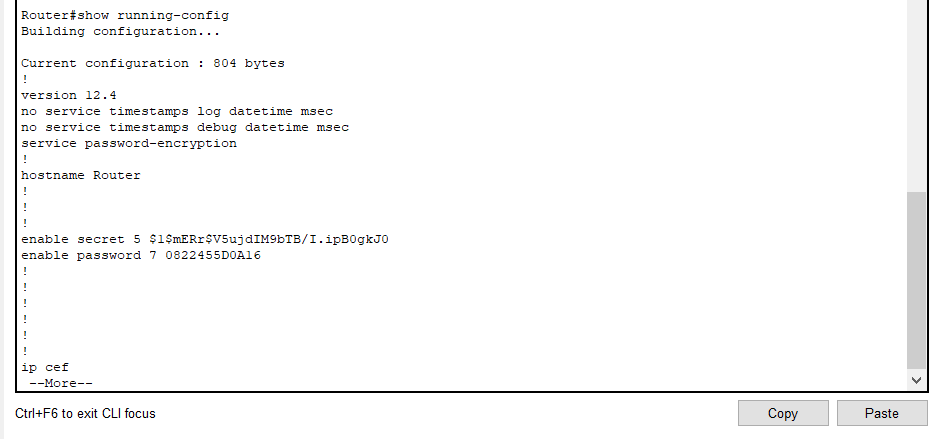 Router#show running-config
Building configuration...
Current configuration : 804 bytes
!
version 12.4
no service timestamps log datetime msec
no service timestamps debug datetime msec
service password-encryption
!
hostname Router
!
!
!
enable secret 5 $1$mERr$V5ujdIM9bTB/I.ipB0gkJ0
enable password 7 0822455D0A16
!
!
!
!
!
!
ip cef
--More--
Ctrl+F6 to exit CLI focus
Copy
Paste